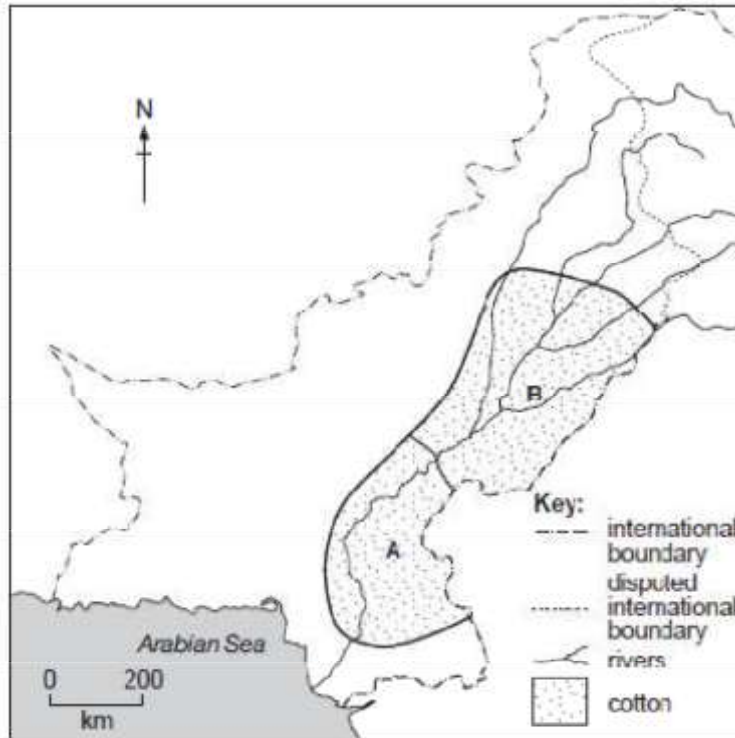 N
B
A
Key:
international
boundary
disputed
international
boundary
rivers
cotton
Arabian Sea
0 200
km